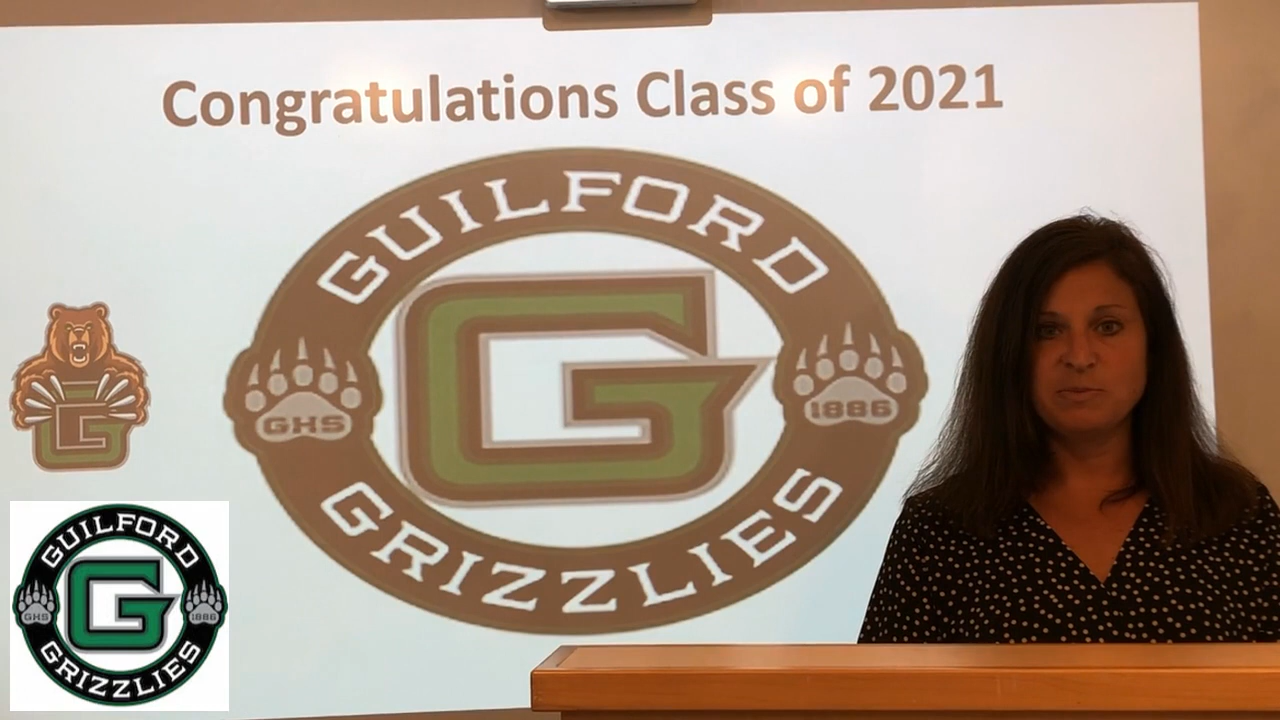 Congratulations Class of 2021
GUILFORD
G
GHS
1886
GRIZZLIES
G
GUILFORD
G
GHS
1886
GRIZZLIES